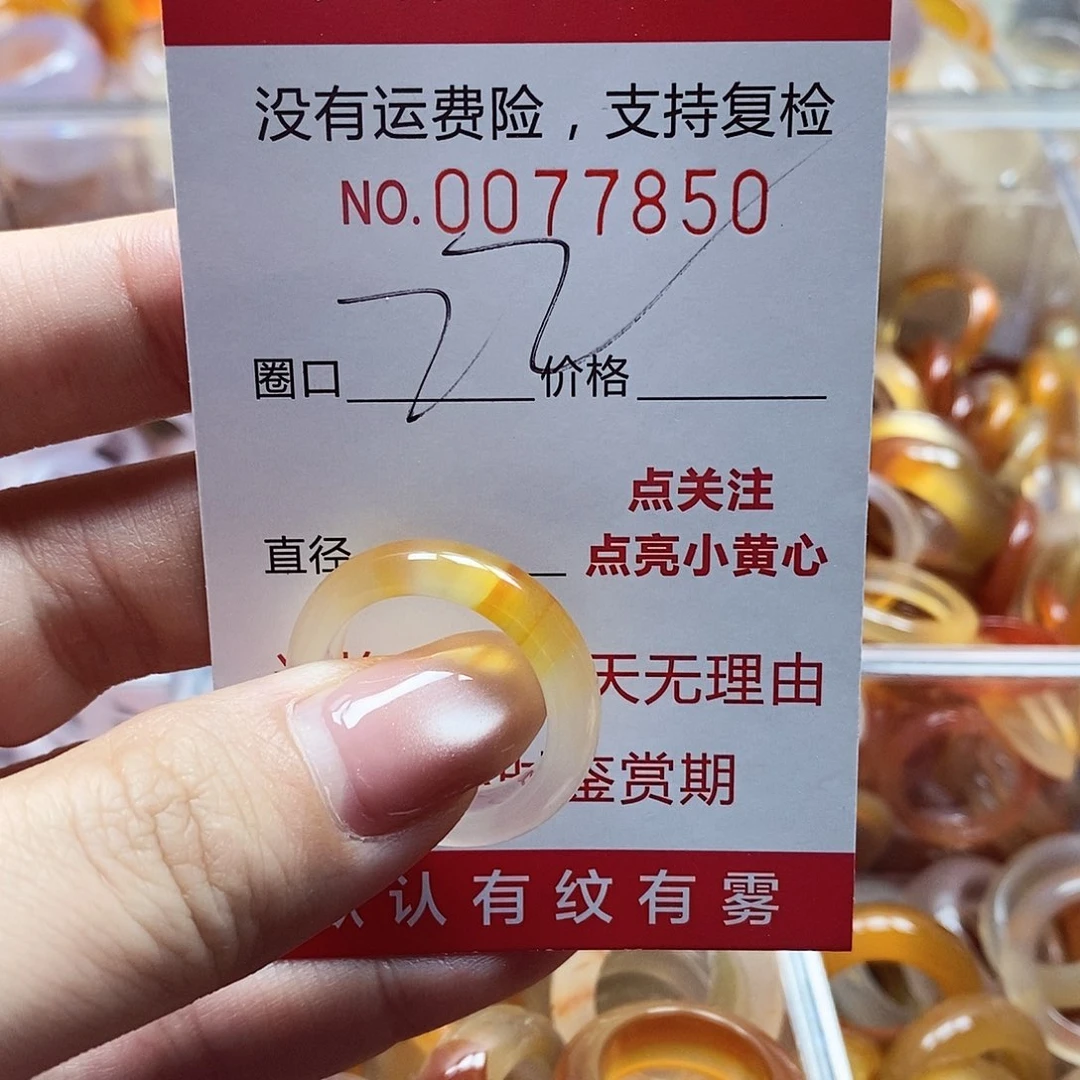 没有运费险，支持复检
NO.0077850
圈口 价格
点关注
直径 点亮小黄心
天无理由
鉴赏期
默认有纹有雾